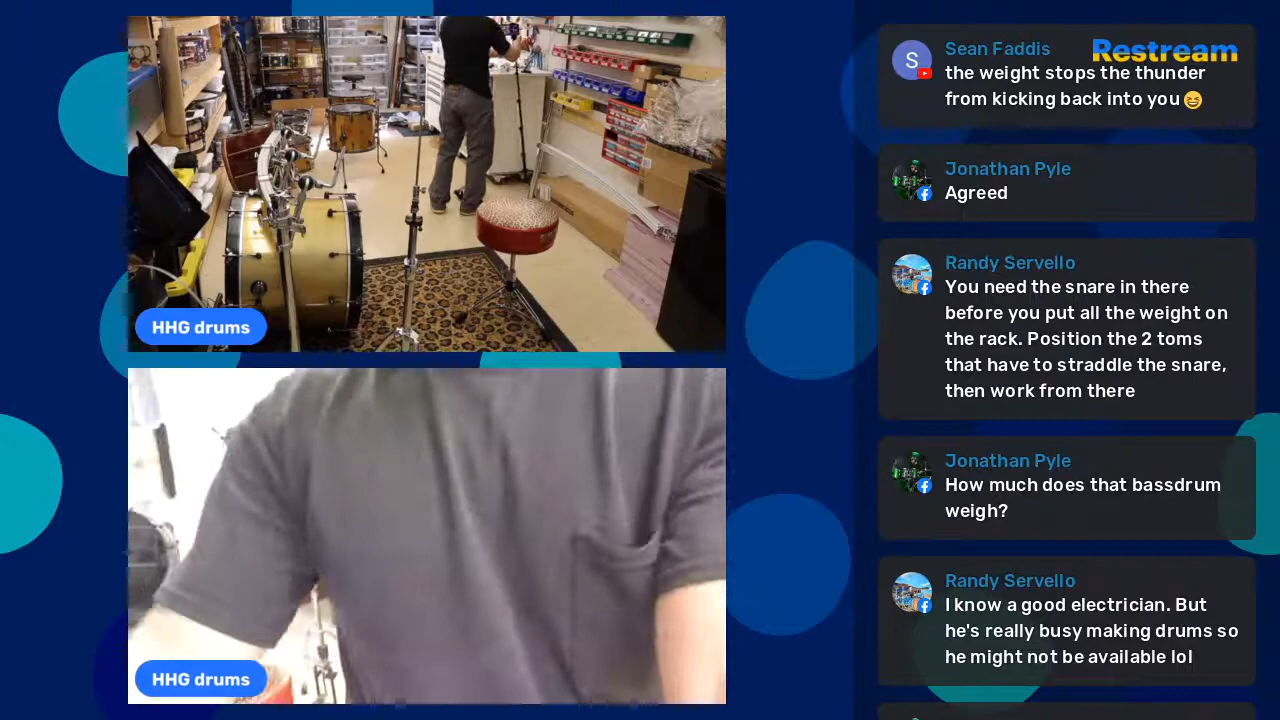 HHG drums
HHG drums
Restream
S
Sean Faddis
the weight stops the thunder
from kicking back into you😆
Jonathan Pyle
Agreed
Randy Servello
You need the snare in there
before you put all the weight on
the rack. Position the 2 toms
that have to straddle the snare,
then work from there
Jonathan Pyle
How much does that bassdrum
weigh?
Randy Servello
I know a good electrician. But
he's really busy making drums so
he might not be available lol